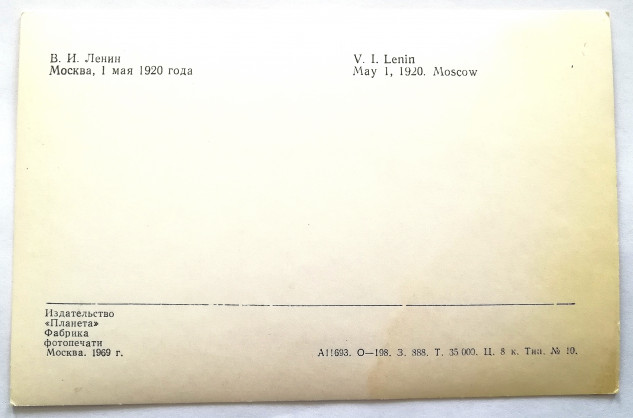 В. И. Ленин
Москва, 1 мая 1920 года
V. I. Lenin
May 1, 1920. Moscow
Издательство
«Планета»
Фабрика
фотопечати
Москва. 1969 г.
А11693. О—198. З. 888. Т. 35 000. Ц. 8 к. Тип. № 10.